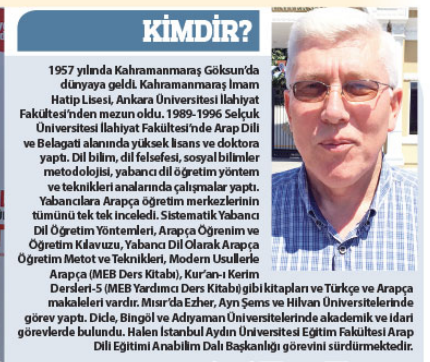 KİMDİR?
1957 yılında Kahramanmaraş Göksun'da
dünyaya geldi. Kahramanmaraş İmam
Hatip Lisesi, Ankara Üniversitesi İlahiyat
Fakültesi'nden mezun oldu. 1989-1996 Selçuk
Üniversitesi İlahiyat Fakültesi'nde Arap Dili
ve Belagati alanında yüksek lisans ve doktora
yaptı. Dil bilim, dil felsefesi, sosyal bilimler
metodolojisi, yabancı dil öğretim yöntem
ve teknikleri analarında çalışmalar yaptı.
Yabancılara Arapça öğretim merkezlerinin
tümünü tek tek inceledi. Sistematik Yabancı
Dil Öğretim Yöntemleri, Arapça Öğrenim ve
Öğretim Kılavuzu, Yabancı Dil Olarak Arapça
Öğretim Metot ve Teknikleri, Modern Usullerle
Arapça (MEB Ders Kitabı), Kur'an-ı Kerim
Dersleri-5 (MEB Yardımcı Ders Kitabı) gibi kitapları ve Türkçe ve Arapça
makaleleri vardır. Mısır'da Ezher, Ayn Şems ve Hilvan Üniversitelerinde
görev yaptı. Dicle, Bingöl ve Adıyaman Üniversitelerinde akademik ve idari
görevlerde bulundu. Halen İstanbul Aydın Üniversitesi Eğitim Fakültesi Arap
Dili Eğitimi Anabilim Dalı Başkanlığı görevini sürdürmektedir.